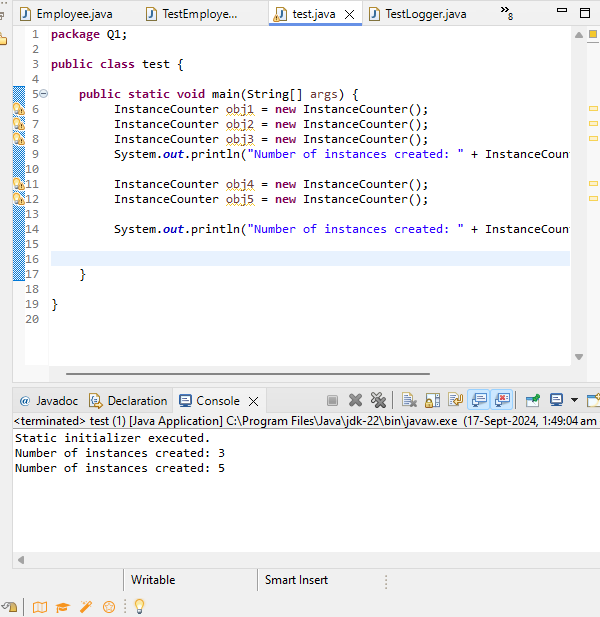 Employee.java TestEmploye... test.java TestLogger.java 8
1 package Q1;
2
3 public class test {
4
5 public static void main(String[] args) {
6 InstanceCounter obj1 = new InstanceCounter();
7 InstanceCounter obj2 = new InstanceCounter();
8 InstanceCounter obj3 = new InstanceCounter();
9 System.out.println("Number of instances created: " + InstanceCoun
10
11 InstanceCounter obj4 = new InstanceCounter();
12 InstanceCounter obj5 = new InstanceCounter();
13
14 System.out.println("Number of instances created: " + InstanceCoun
15
16
17 }
18
19 }
20
@ Javadoc Declaration Console
<terminated> test (1) [Java Application] C:\Program Files\Java\jdk-22\bin\javaw.exe (17-Sept-2024, 1:49:04 am
Static initializer executed.
Number of instances created: 3
Number of instances created: 5
Writable Smart Insert